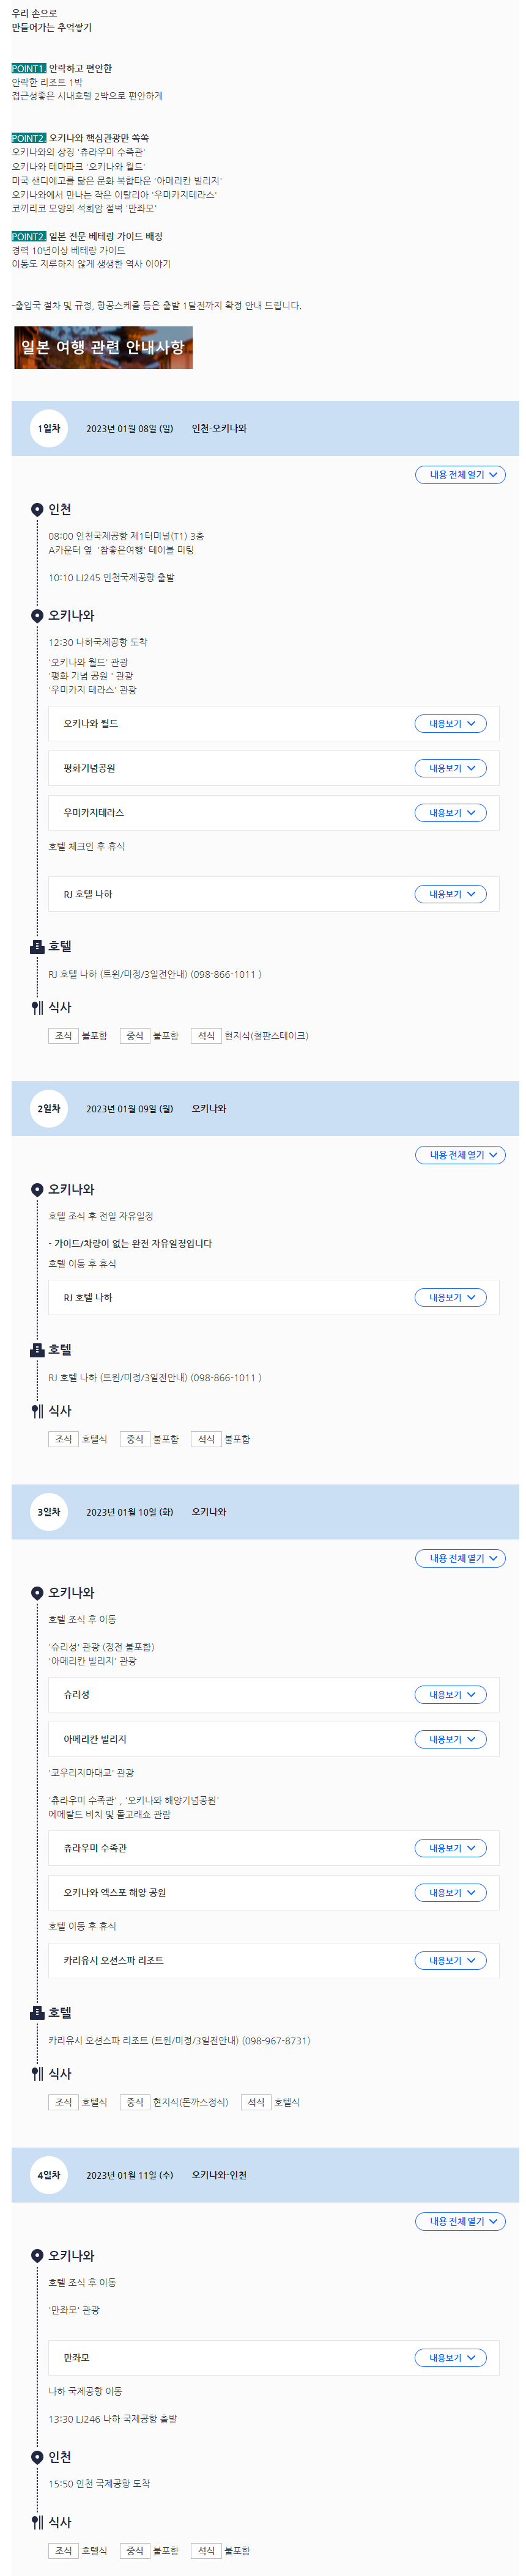 우리 손으로
만들어가는 추억쌓기
POINT1. 안락하고 편안한
안락한 리조트 1박
접근성좋은 시내호텔 2박으로 편안하게
POINT2. 오키나와 핵심관광만 쏙쏙
오키나와의 상징 '츄라우미 수족관'
오키나와 테마파크 '오키나와 월드'
미국 샌디에고를 닮은 문화 복합타운 '아메리칸 빌리지'
오키나와에서 만나는 작은 이탈리아 '우미카지테라스'
코끼리코 모양의 석회암 절벽 '만좌모'
POINT2. 일본 전문 베테랑 가이드 배정
경력 10년이상 베테랑 가이드
이동도 지루하지 않게 생생한 역사 이야기
-출입국 절차 및 규정, 항공스케쥴 등은 출발 1달전까지 확정 안내 드립니다.
일본 여행 관련 안내사항
1일차 2023년 01월 08일 (일) 인천-오키나와
내용 전체 열기
인천
08:00 인천국제공항 제1터미널(T1) 3층
A카운터 옆 '참좋은여행' 테이블 미팅
10:10 LJ245 인천국제공항 출발
오키나와
12:30 나하국제공항 도착
'오키나와 월드' 관광
'평화 기념 공원 ' 관광
'우미카지 테라스' 관광
오키나와 월드 내용보기
평화기념공원 내용보기
우미카지테라스 내용보기
호텔 체크인 후 휴식
RJ 호텔 나하 내용보기
호텔
RJ 호텔 나하 (트윈/미정/3일전안내) (098-866-1011 )
식사
조식 불포함 중식 불포함 석식 현지식(철판스테이크)
2일차 2023년 01월 09일 (월) 오키나와
내용 전체 열기
오키나와
호텔 조식 후 전일 자유일정
- 가이드/차량이 없는 완전 자유일정입니다
호텔 이동 후 휴식
RJ 호텔 나하 내용보기
호텔
RJ 호텔 나하 (트윈/미정/3일전안내) (098-866-1011 )
식사
조식 호텔식 중식 불포함 석식 불포함
3일차 2023년 01월 10일 (화) 오키나와
내용 전체 열기
오키나와
호텔 조식 후 이동
'슈리성' 관광 (정전 불포함)
'아메리칸 빌리지' 관광
슈리성 내용보기
아메리칸 빌리지 내용보기
'코우리지마대교' 관광
'츄라우미 수족관' , '오키나와 해양기념공원'
에메랄드 비치 및 돌고래쇼 관람
츄라우미 수족관 내용보기
오키나와 엑스포 해양 공원 내용보기
호텔 이동 후 휴식
카리유시 오션스파 리조트 내용보기
호텔
카리유시 오션스파 리조트 (트윈/미정/3일전안내) (098-967-8731)
식사
조식 호텔식 중식 현지식(돈까스정식) 석식 호텔식
4일차 2023년 01월 11일 (수) 오키나와-인천
내용 전체 열기
오키나와
호텔 조식 후 이동
'만좌모' 관광
만좌모 내용보기
나하 국제공항 이동
13:30 LJ246 나하 국제공항 출발
인천
15:50 인천 국제공항 도착
식사
조식 호텔식 중식 불포함 석식 불포함